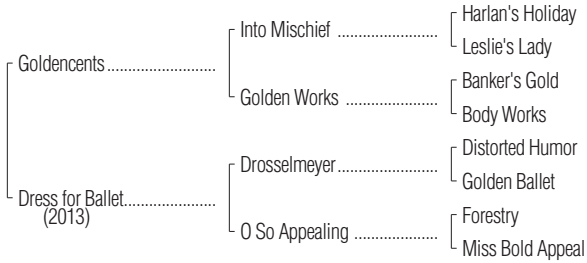 Harlan's Holiday
Into Mischief ..................
Leslie's Lady
Goldencents........................
Banker's Gold
Golden Works ................
Body Works
Distorted Humor
Drosselmeyer..................
Golden Ballet
Dress for Ballet....................
(2013)
Forestry
O So Appealing ...............
Miss Bold Appeal